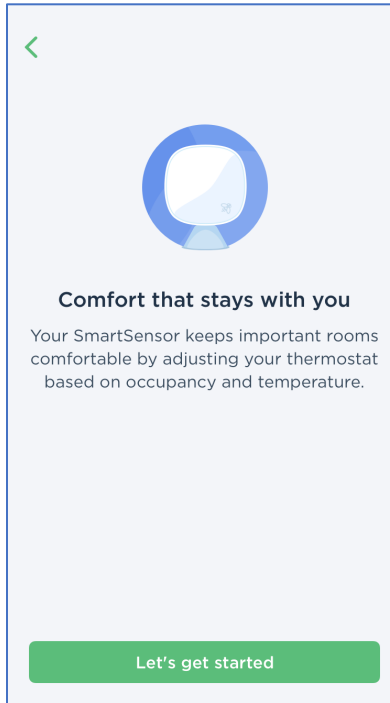 Comfort that stays with you
Your SmartSensor keeps important rooms
comfortable by adjusting your thermostat
based on occupancy and temperature.
Let's get started